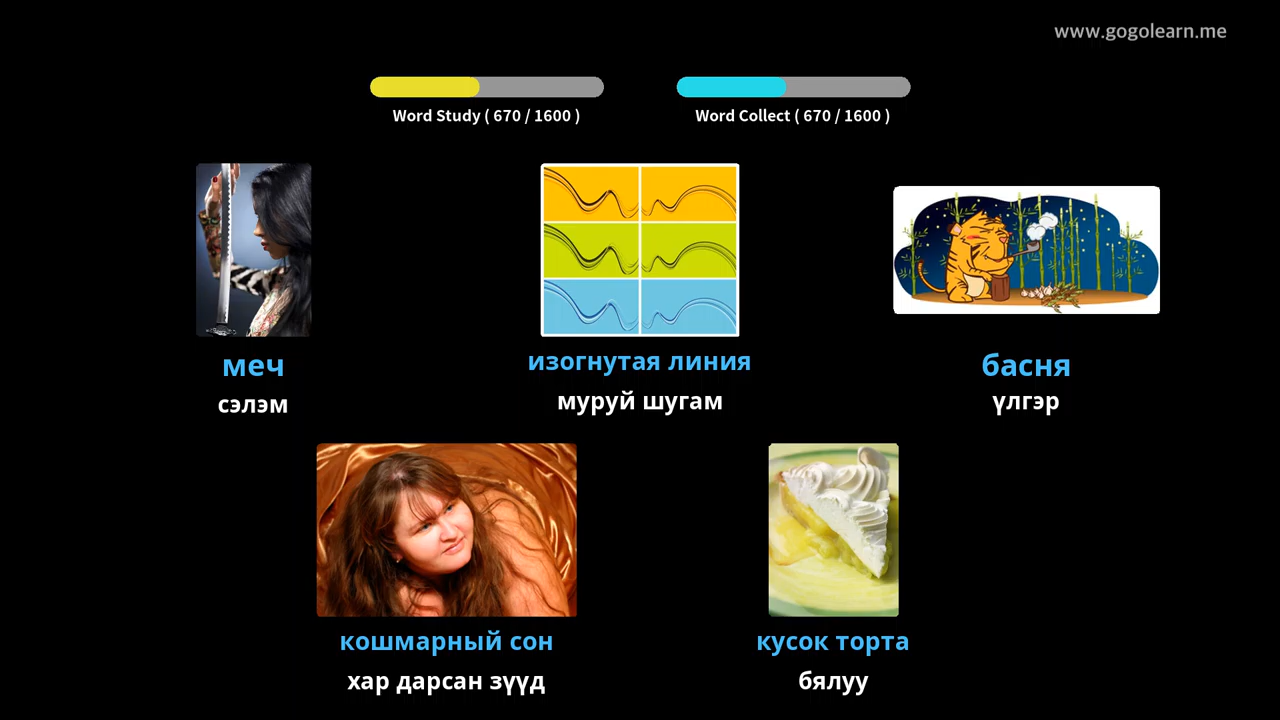 www.gogolearn.me
Word Study ( 670 / 1600 )
Word Collect ( 670 / 1600 )
меч
изогнутая линия
басня
сэлэм
муруй шугам
үлгэр
кошмарный сон
кусок торта
хар дарсан зүүд
бялуу